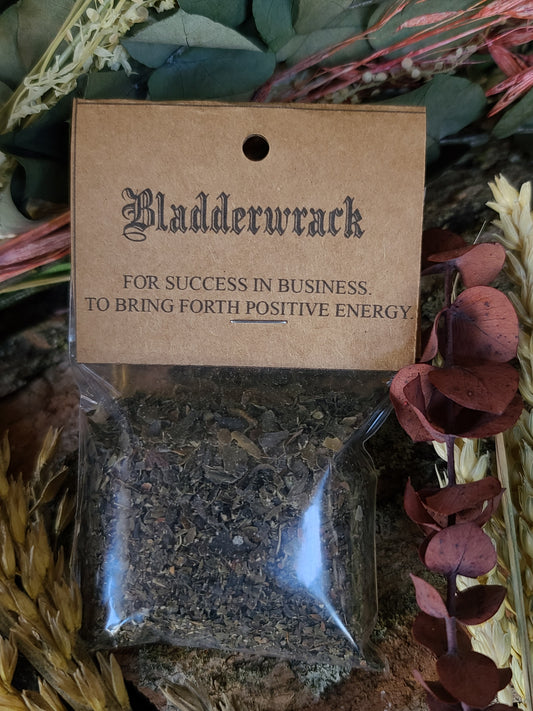 Bladderwrack
FOR SUCCESS IN BUSINESS.
TO BRING FORTH POSITIVE ENERGY.